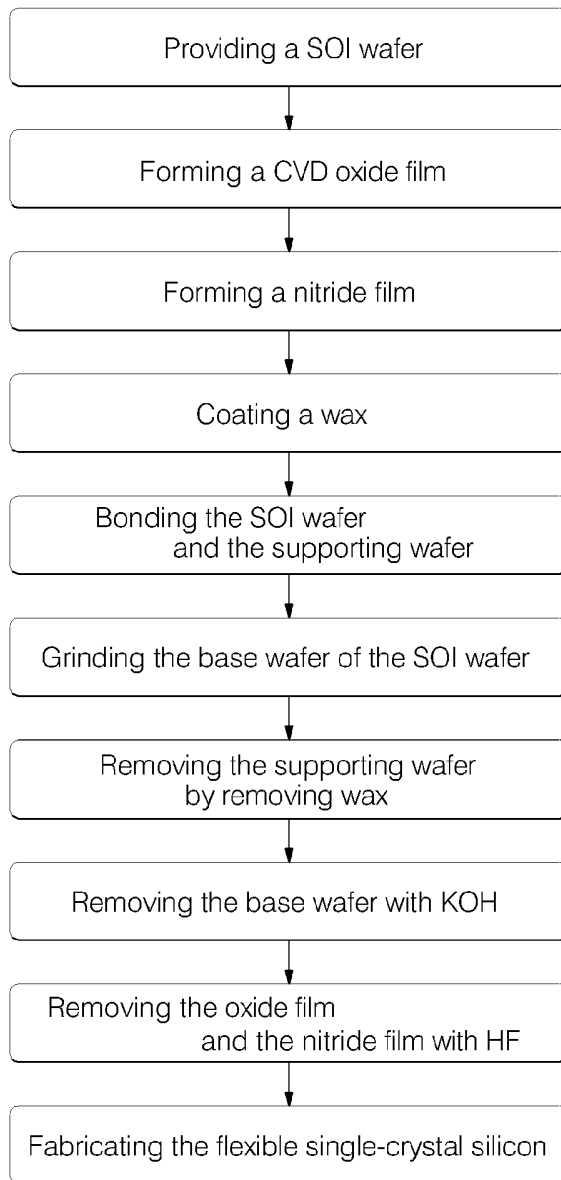 Providing a SOI wafer
Forming a CVD oxide film
Forming a nitride film
Coating a wax
Bonding the SOI wafer
and the supporting wafer
Grinding the base wafer of the SOI wafer
Removing the supporting wafer
by removing wax
Removing the base wafer with KOH
Removing the oxide film
and the nitride film with HF
Fabricating the flexible single-crystal silicon